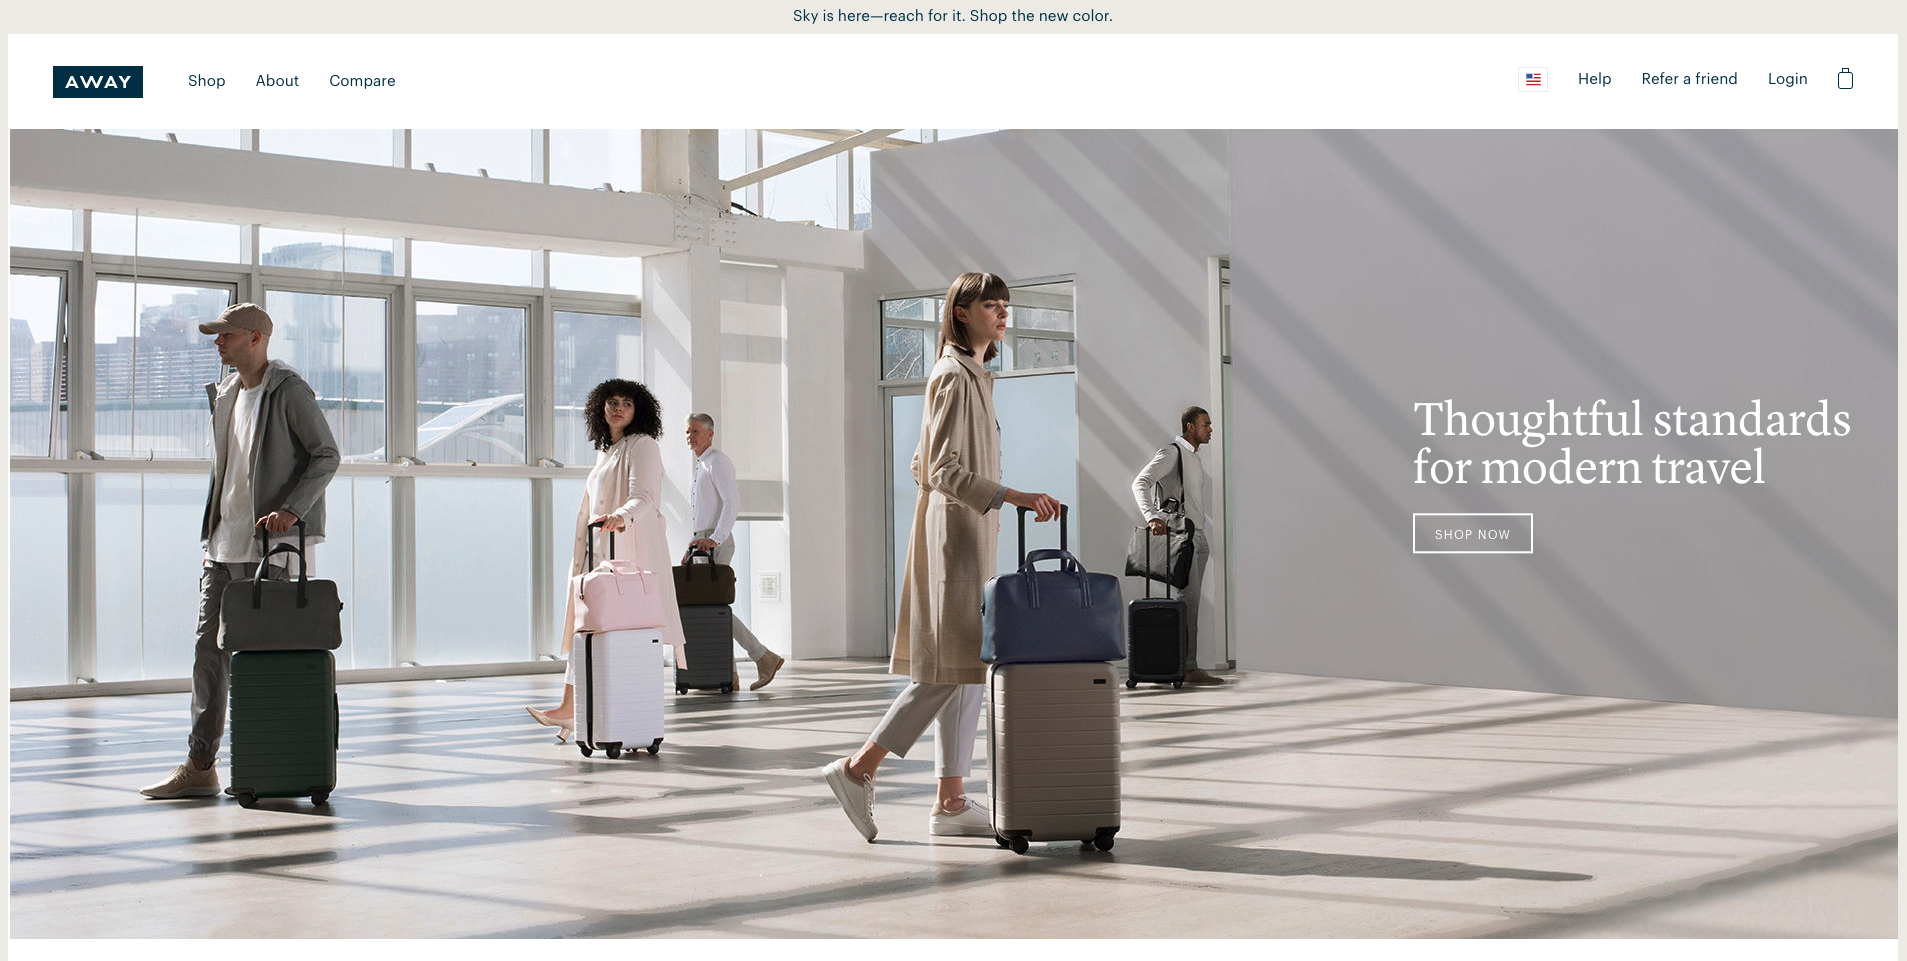 Sky is here—reach for it. Shop the new color.
AWAY
Shop
About
Compare
Help
Refer a friend
Login
Thoughtful standards
for modern travel
SHOP NOW